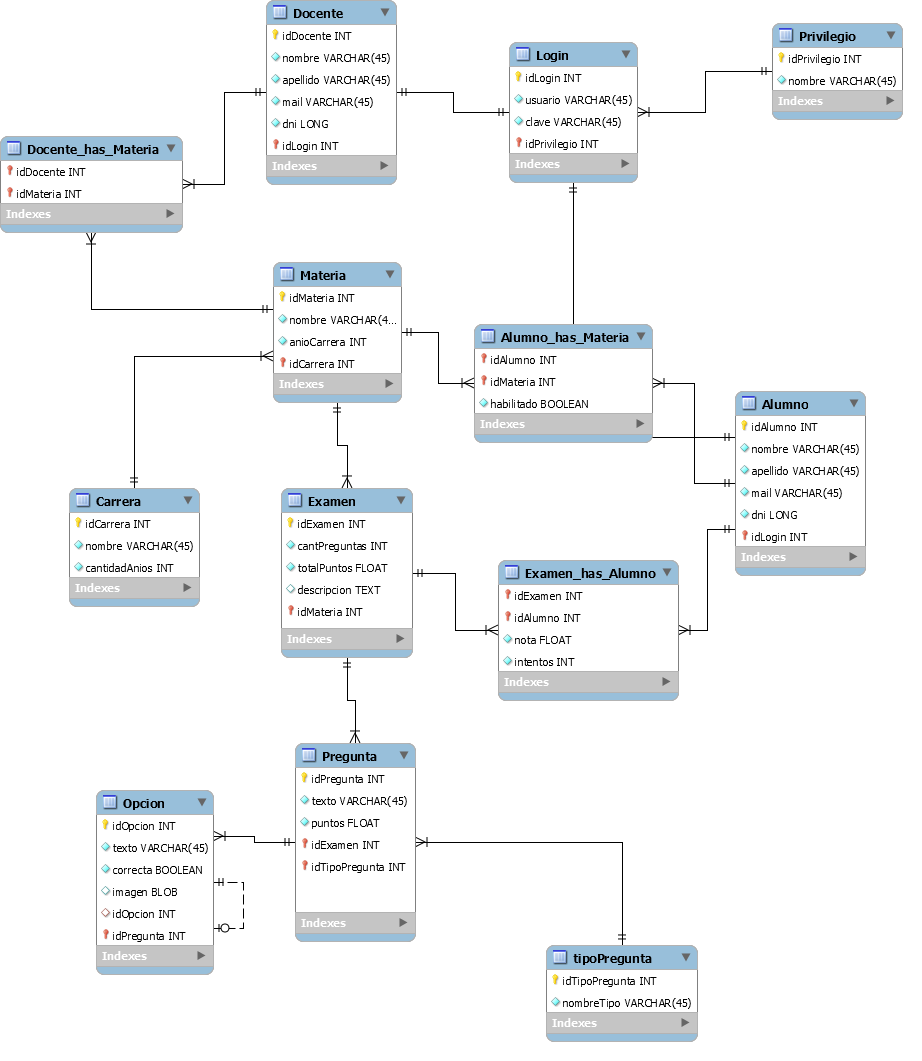 Docente
idDocente INT
nombre VARCHAR(45)
apellido VARCHAR(45)
mail VARCHAR(45)
dni LONG
idLogin INT
Indexes
Login
idLogin INT
usuario VARCHAR(45)
clave VARCHAR(45)
idPrivilegio INT
Indexes
Privilegio
idPrivilegio INT
nombre VARCHAR(45)
Indexes
Docente_has_Materia
idDocente INT
idMateria INT
Indexes
Materia
idMateria INT
nombre VARCHAR(4...
anioCarrera INT
idCarrera INT
Indexes
Alumno_has_Materia
idAlumno INT
idMateria INT
habilitado BOOLEAN
Indexes
Alumno
idAlumno INT
nombre VARCHAR(45)
apellido VARCHAR(45)
mail VARCHAR(45)
dni LONG
idLogin INT
Indexes
Carrera
idCarrera INT
nombre VARCHAR(45)
cantidadAnios INT
Indexes
Examen
idExamen INT
cantPreguntas INT
totalPuntos FLOAT
descripcion TEXT
idMateria INT
Indexes
Examen_has_Alumno
idExamen INT
idAlumno INT
nota FLOAT
intentos INT
Indexes
Pregunta
idPregunta INT
texto VARCHAR(45)
puntos FLOAT
idExamen INT
idTipoPregunta INT
Indexes
Opcion
idOpcion INT
texto VARCHAR(45)
correcta BOOLEAN
imagen BLOB
idOpcion INT
idPregunta INT
Indexes
tipoPregunta
idTipoPregunta INT
nombreTipo VARCHAR(45)
Indexes